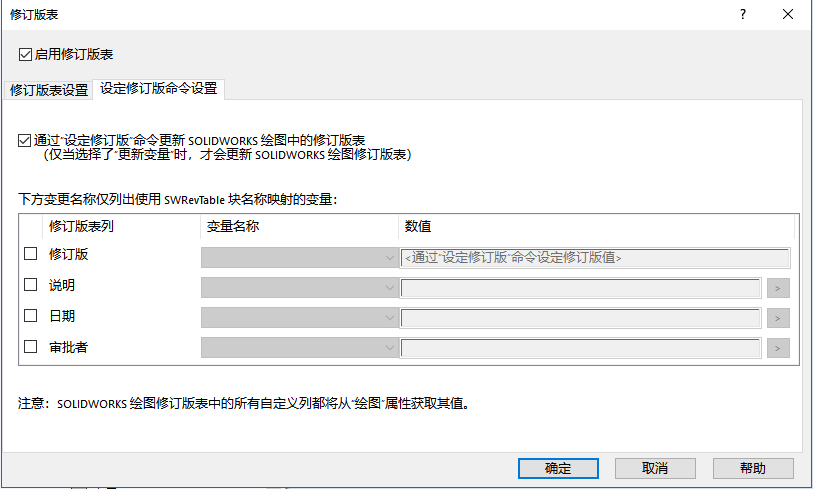 修订版表
?
启用修订版表
修订版表设置 设定修订版命令设置
通过"设定修订版"命令更新 SOLIDWORKS 绘图中的修订版表
（仅当选择了"更新变量"时，才会更新 SOLIDWORKS 绘图修订版表）
下方变更名称仅列出使用 SWRevTable 块名称映射的变量：
修订版表列 变量名称 数值
修订版 <通过"设定修订版"命令设定修订版值>
说明 >
日期 >
审批者 >
注意：SOLIDWORKS 绘图修订版表中的所有自定义列都将从"绘图"属性获取其值。
确定 取消 帮助